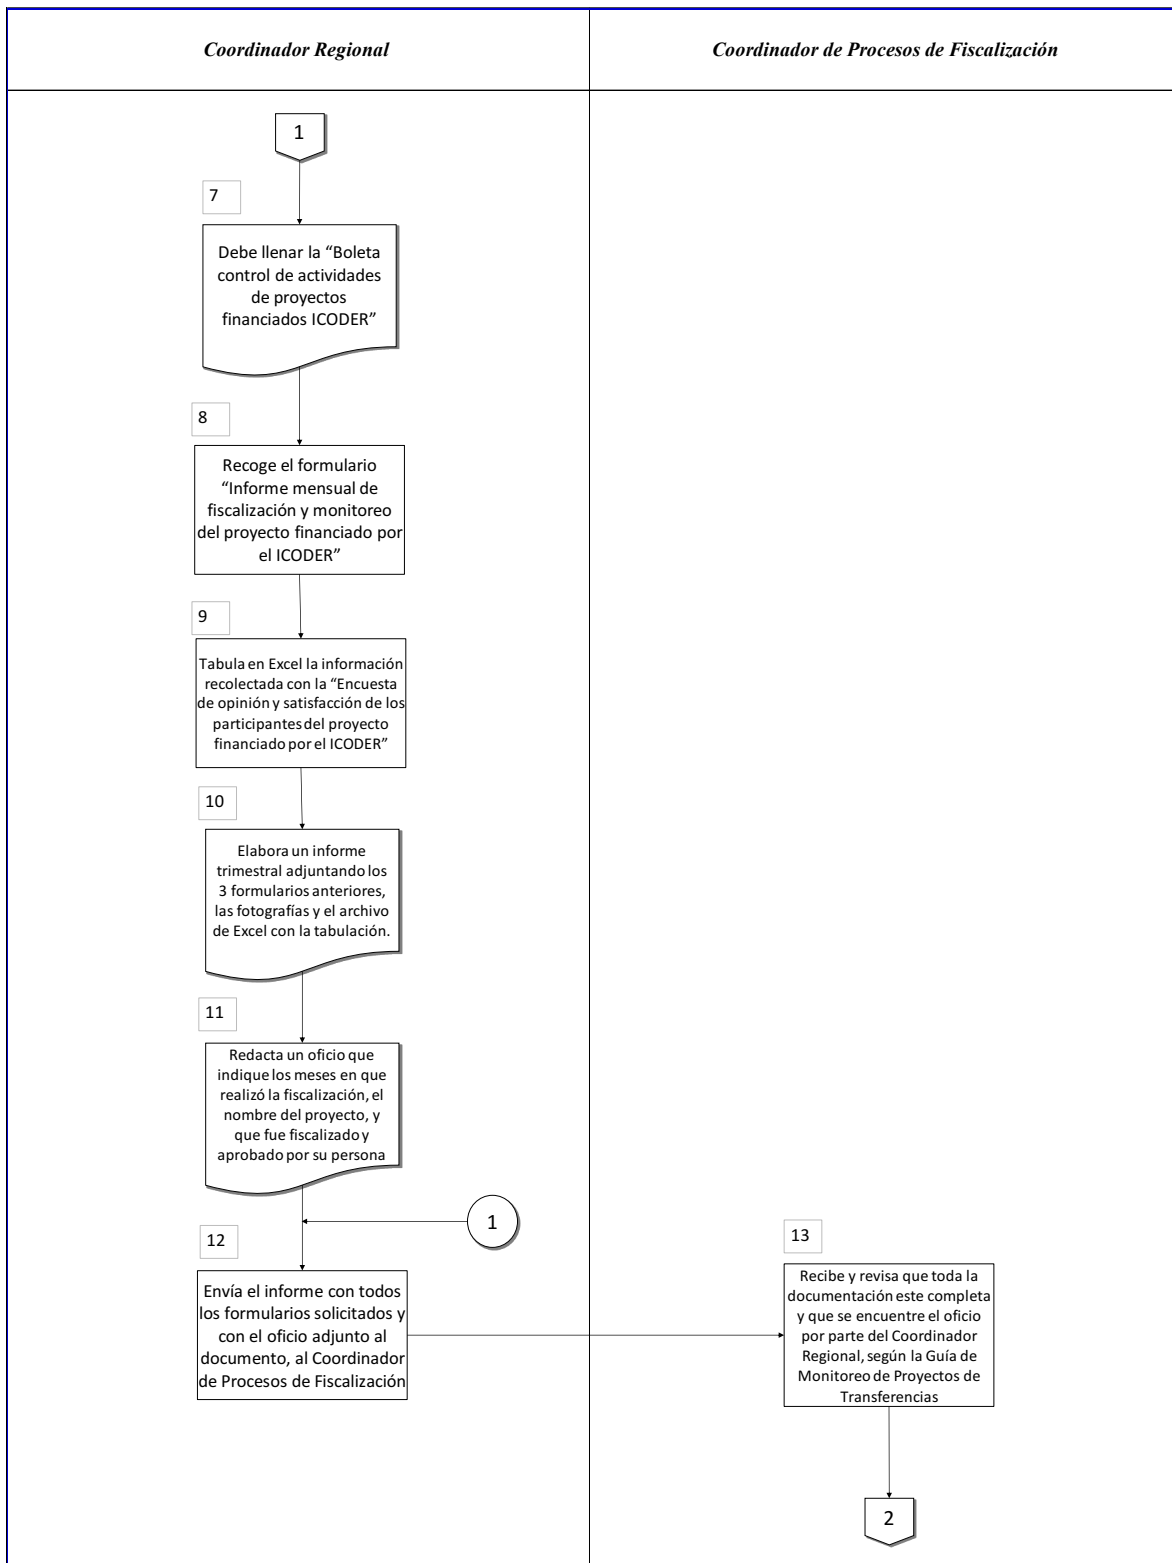 Coordinador Regional
Coordinador de Procesos de Fiscalización
1
7
Debe llenar la “Boleta
control de actividades
de proyectos
financiados ICODER”
8
Recoge el formulario
“Informe mensual de
fiscalización y monitoreo
del proyecto financiado por
el ICODER”
9
Tabula en Excel la información
recolectada con la “Encuesta
de opinión y satisfacción de los
participantes del proyecto
financiado por el ICODER”
10
Elabora un informe
trimestral adjuntando los
3 formularios anteriores,
las fotografías y el archivo
de Excel con la tabulación.
11
Redacta un oficio que
indique los meses en que
realizó la fiscalización, el
nombre del proyecto, y
que fue fiscalizado y
aprobado por su persona
1
12
Envía el informe con todos
los formularios solicitados y
con el oficio adjunto al
documento, al Coordinador
de Procesos de Fiscalización
13
Recibe y revisa que toda la
documentación este completa
y que se encuentre el oficio
por parte del Coordinador
Regional, según la Guía de
Monitoreo de Proyectos de
Transferencias
2